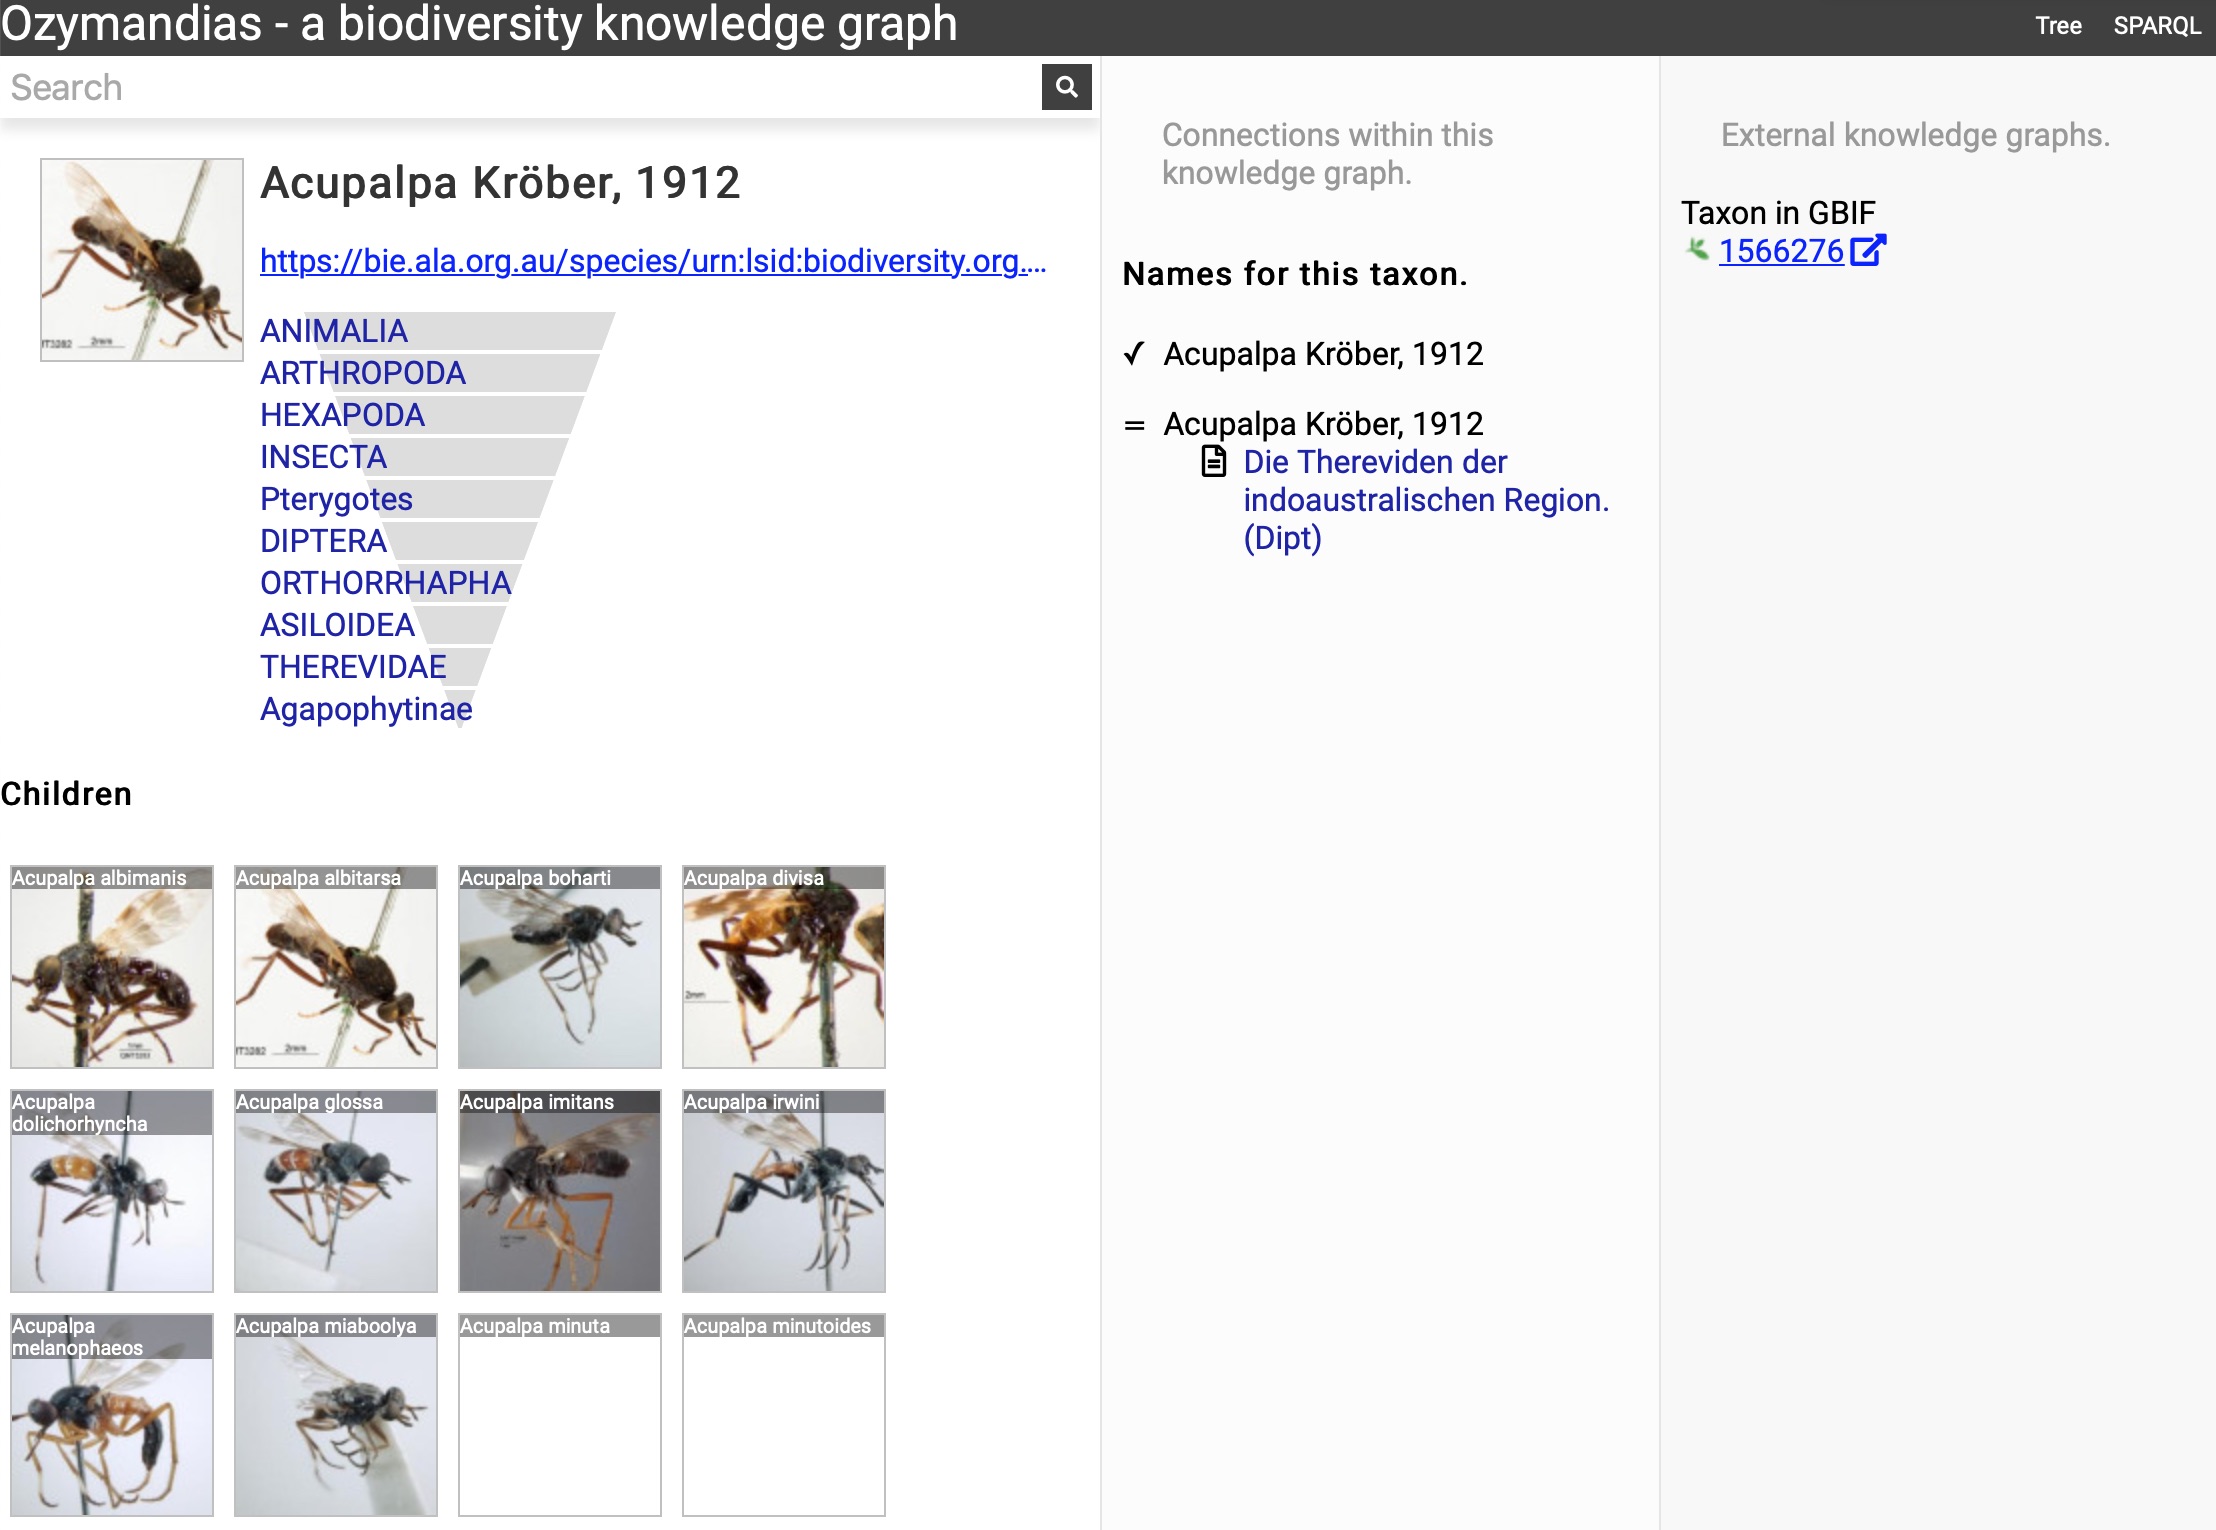 Ozymandias - a biodiversity knowledge graph
Tree SPARQL
Search
Acupalpa Kröber, 1912
https://bie.ala.org.au/species/urn:lsid:biodiversity.org....
ANIMALIA
ARTHROPODA
HEXAPODA
INSECTA
Pterygotes
DIPTERA
ORTHORRHAPHA
ASILOIDEA
THEREVIDAE
Agapophytinae
2mm
Children
Acupalpa albimanis
Acupalpa albitarsa
2mm
Acupalpa boharti
Acupalpa divisa
2mm
Acupalpa
dolichorhyncha
Acupalpa glossa
Acupalpa imitans
Acupalpa irwini
Acupalpa
melanophaeos
Acupalpa miaboolya
Acupalpa minuta
Acupalpa minutoides
Connections within this
knowledge graph.
Names for this taxon.
✓ Acupalpa Kröber, 1912
= Acupalpa Kröber, 1912
Die Thereviden der
indoaustralischen Region.
(Dipt)
External knowledge graphs.
Taxon in GBIF
1566276